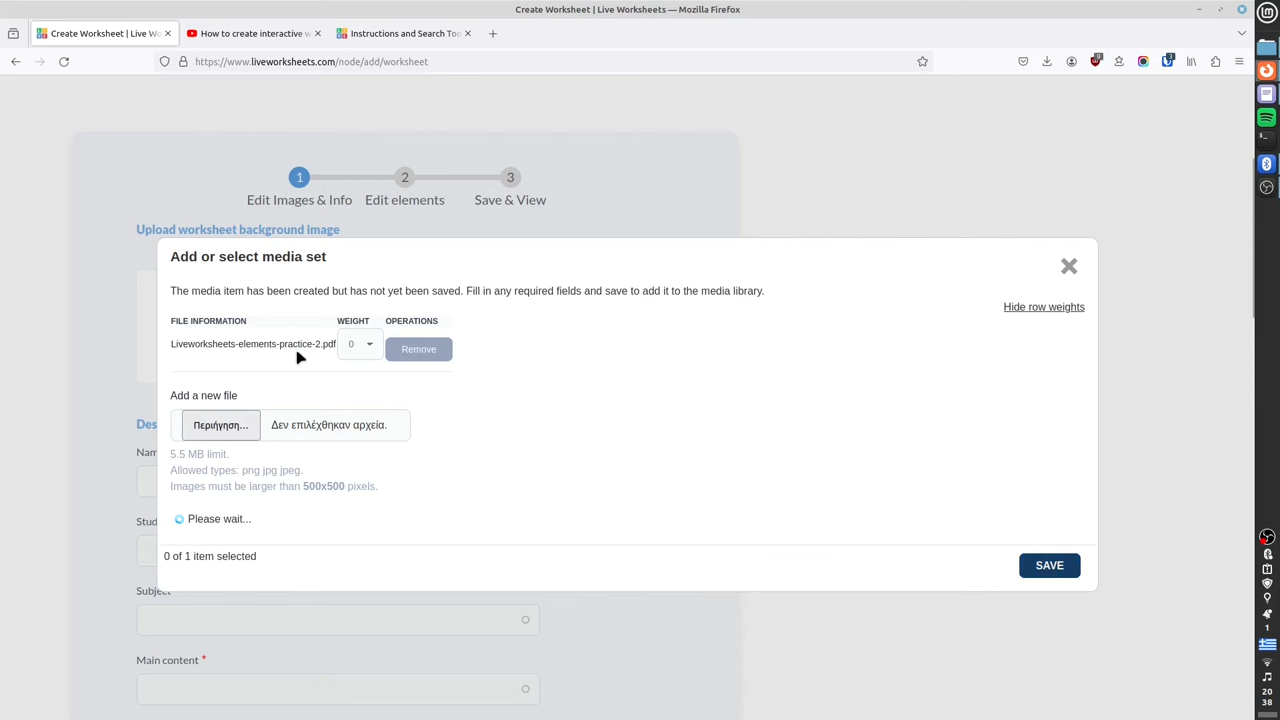 Create Worksheet | Live Worksheets — Mozilla Firefox
Create Worksheet | Live Wo
How to create interactive w
Instructions and Search Too
https://www.liveworksheets.com/node/add/worksheet
9
3
1 2 3
Edit Images & Info Edit elements Save & View
Upload worksheet background image
Add or select media set
The media item has been created but has not yet been saved. Fill in any required fields and save to add it to the media library.
Hide row weights
FILE INFORMATION WEIGHT OPERATIONS
Liveworksheets-elements-practice-2.pdf 0 Remove
Add a new file
Περιήγηση... Δεν επιλέχθηκαν αρχεία.
5.5 MB limit.
Allowed types: png jpg jpeg.
Images must be larger than 500x500 pixels.
Please wait...
0 of 1 item selected
SAVE
Des
Nam
Stud
Subject
Main content *
1
20
38